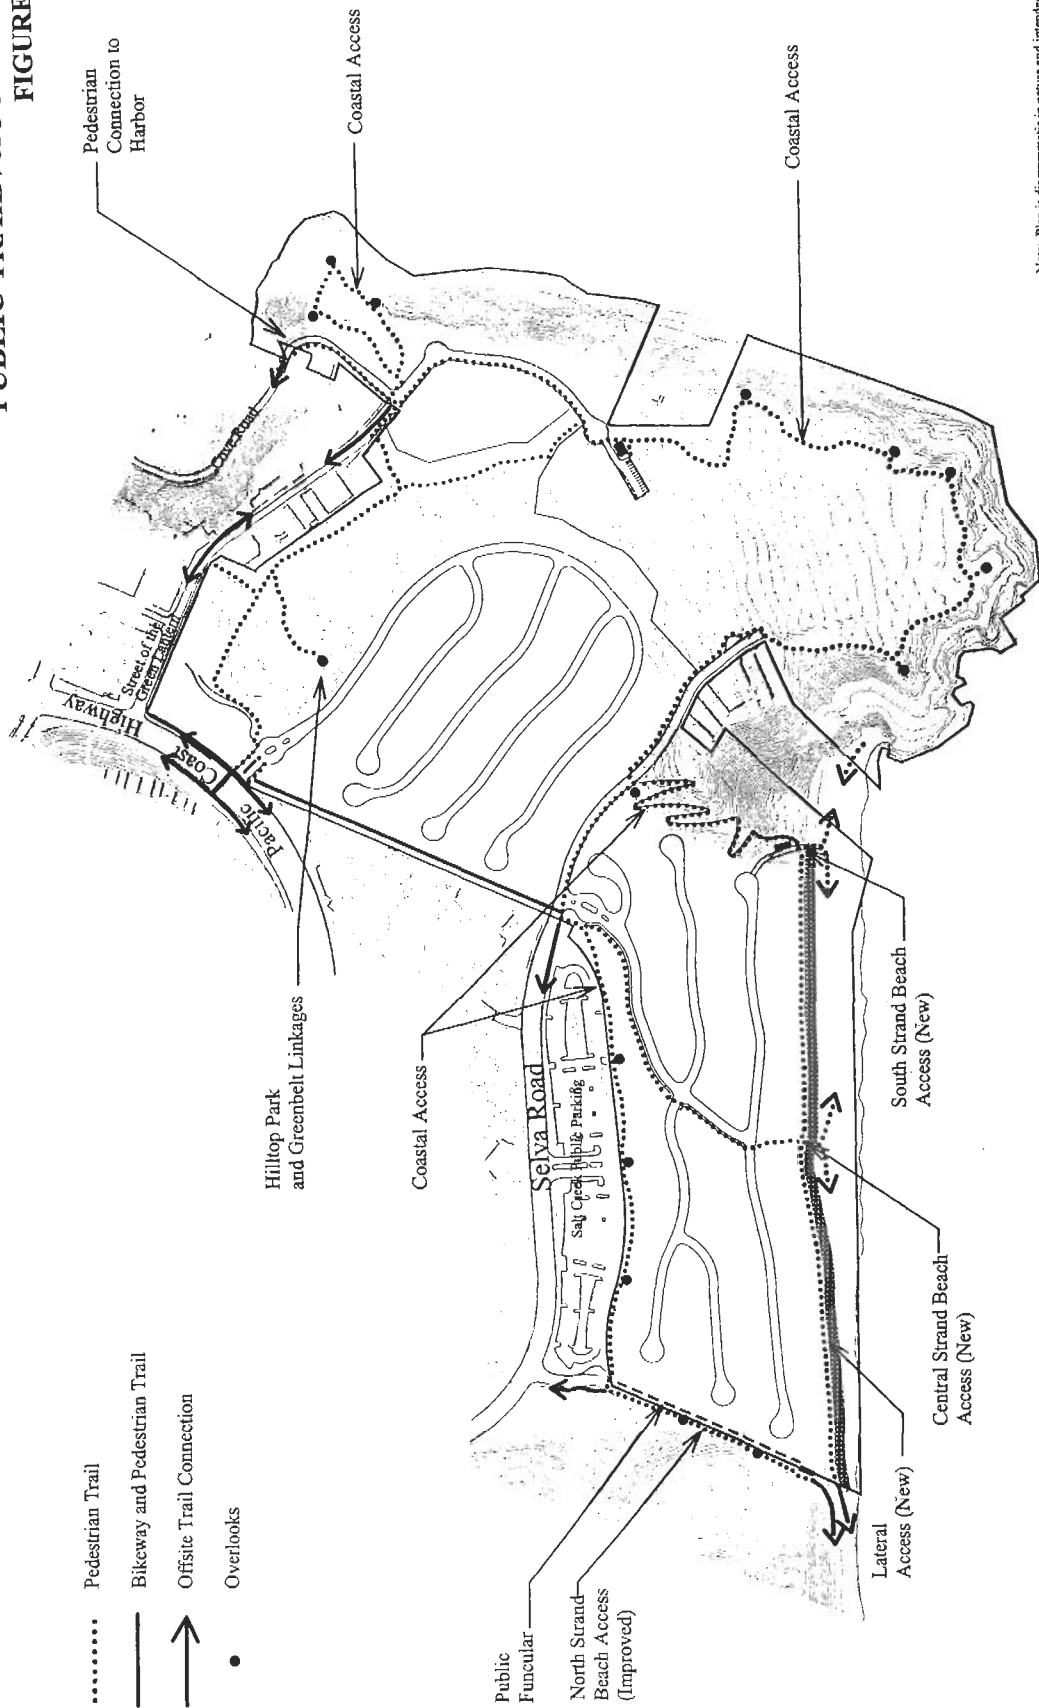 FIGURE
Pedestrian
Connection to
Harbor
Coastal Access
Coastal Access
Cove Road
Street of the
Green Lantern
Pacific
Coast
Highway
Hilltop Park
and Greenbelt Linkages
Coastal Access
Selva Road
Salt Creek Public Parking
South Strand Beach
Access (New)
Central Strand Beach
Access (New)
Lateral
Access (New)
Public
Funcular
North Strand
Beach Access
(Improved)
Pedestrian Trail
Bikeway and Pedestrian Trail
Offsite Trail Connection
Overlooks